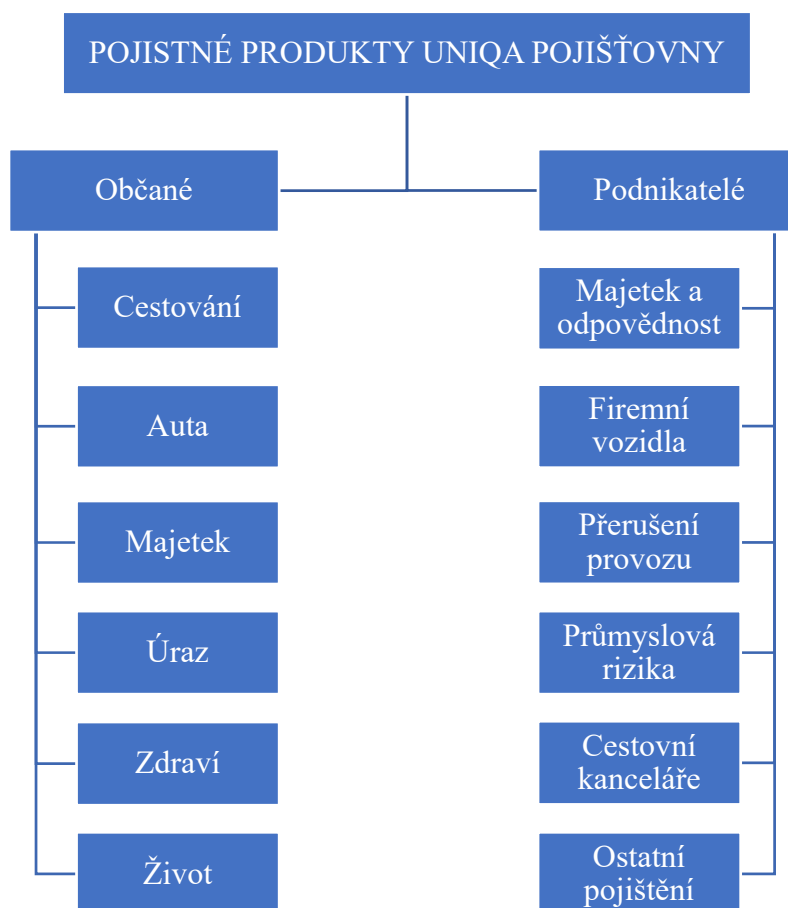 POJISTNÉ PRODUKTY UNIQA POJIŠŤOVNY
Občané
Cestování
Auta
Majetek
Úraz
Zdraví
Život
Podnikatelé
Majetek a
odpovědnost
Firemní
vozidla
Přerušení
provozu
Průmyslová
rizika
Cestovní
kanceláře
Ostatní
pojištění